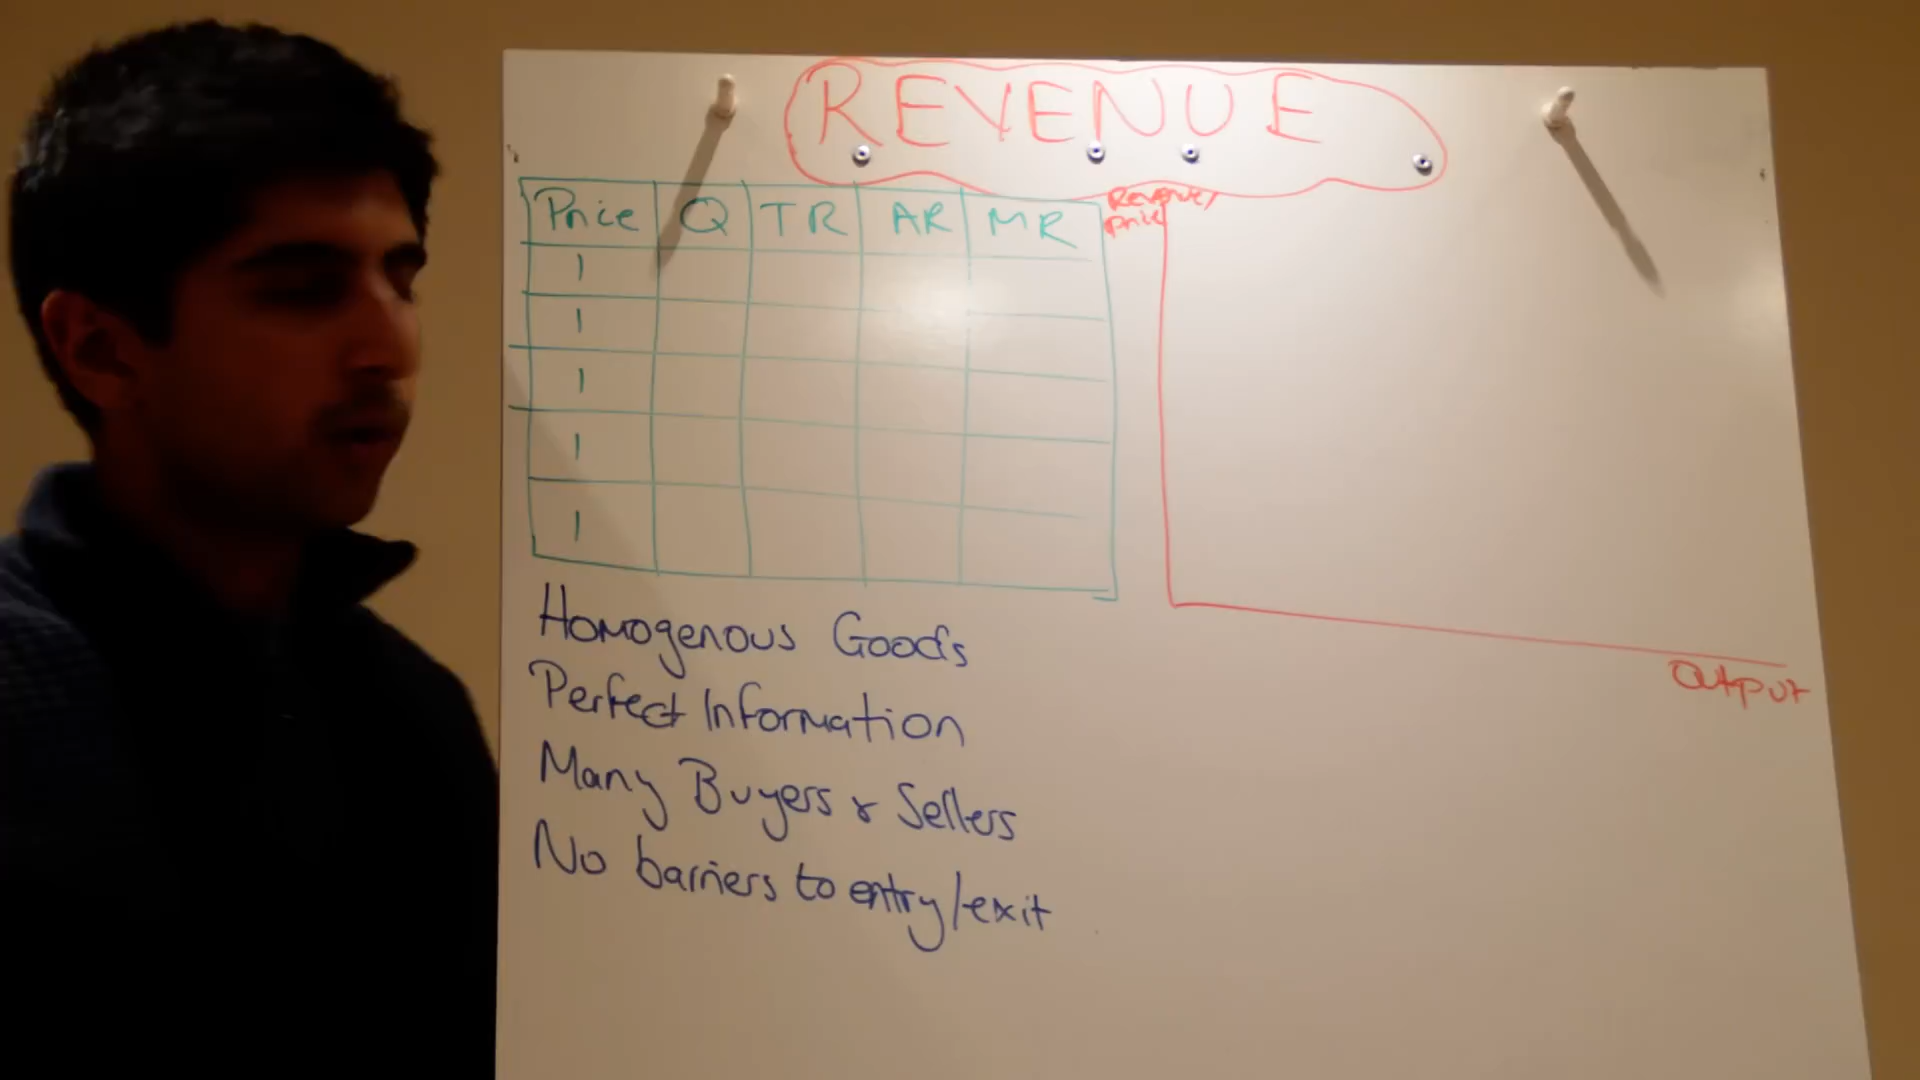 REVENUE
Price Q TR AR MR
1
1
1
1
1
Revenue/
Price
Output
Homogenous Goods
Perfect Information
Many Buyers & Sellers
No barriers to entry/exit